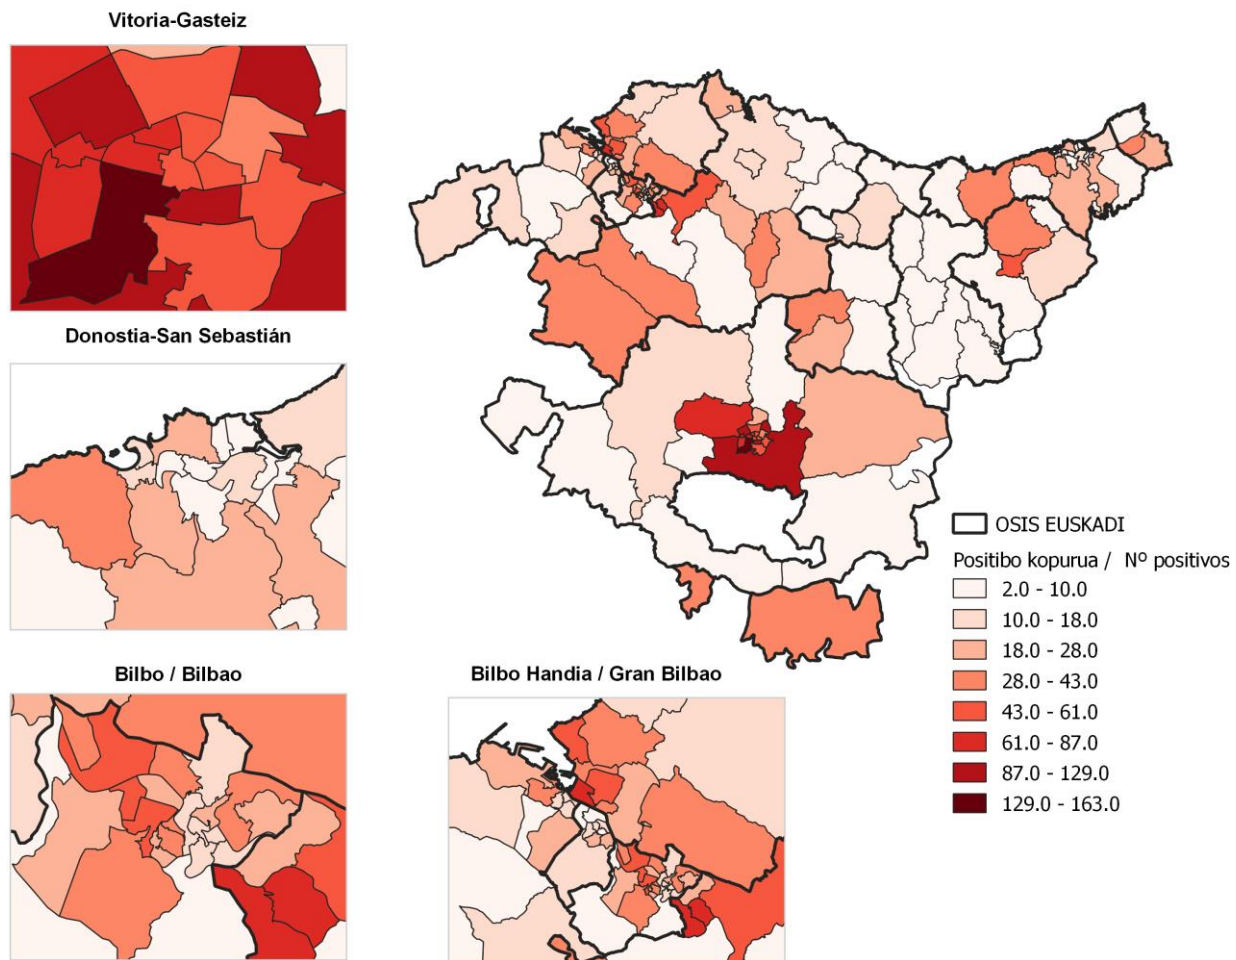 Vitoria-Gasteiz
Donostia-San Sebastián
Bilbo / Bilbao
Bilbo Handia / Gran Bilbao
OSIS EUSKADI
Positibo kopurua / Nº positivos
2.0 - 10.0
10.0 - 18.0
18.0 - 28.0
28.0 - 43.0
43.0 - 61.0
61.0 - 87.0
87.0 - 129.0
129.0 - 163.0